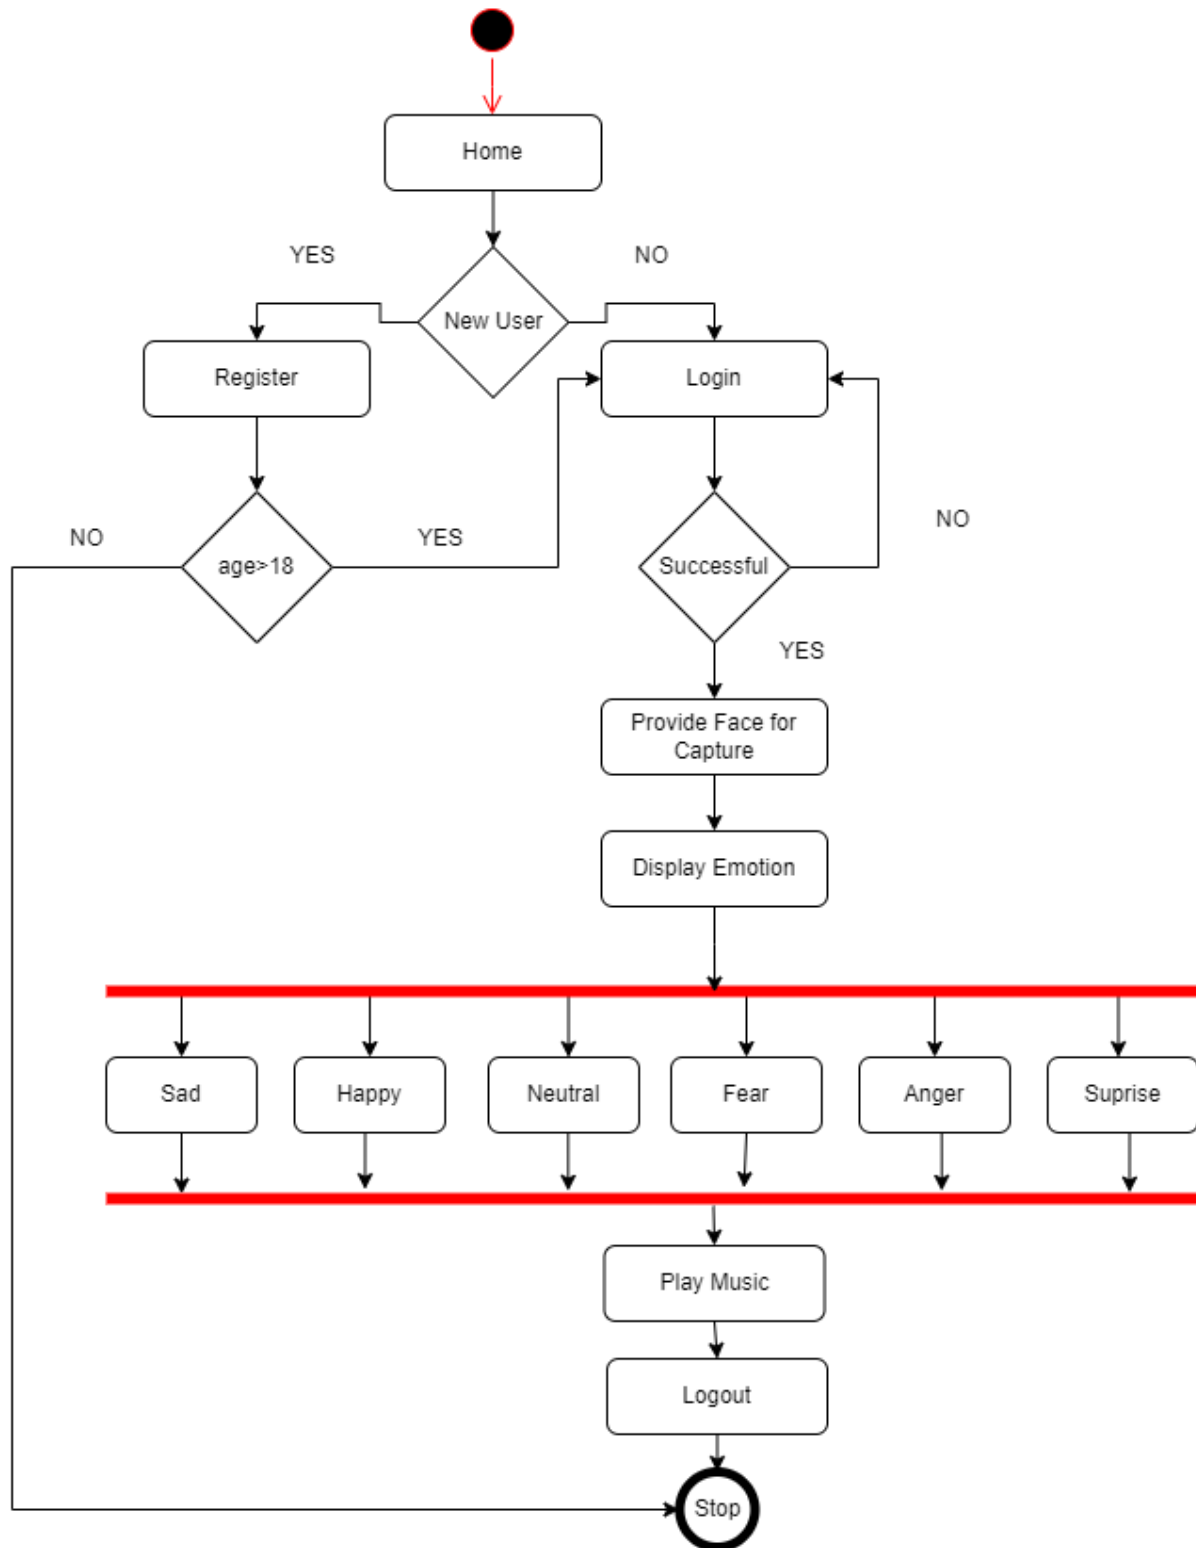 Home
YES
NO
New User
Register
Login
NO
age>18
YES
Successful
NO
YES
Provide Face for
Capture
Display Emotion
Sad
Happy
Neutral
Fear
Anger
Suprise
Play Music
Logout
Stop